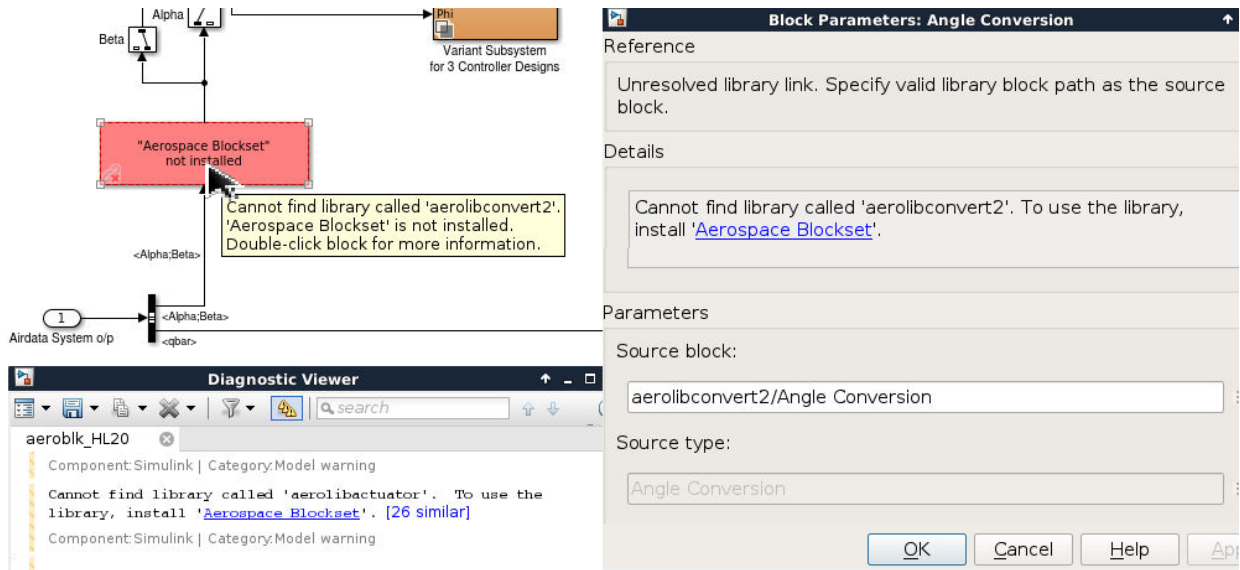 Alpha
Beta
Phi
Variant Subsystem
for 3 Controller Designs
"Aerospace Blockset"
not installed
Cannot find library called 'aerolibconvert2'.
'Aerospace Blockset' is not installed.
Double-click block for more information.
<Alpha;Beta>
1
<Alpha;Beta>
Airdata System o/p
<qbar>
Diagnostic Viewer
search
aeroblk_HL20
Component:Simulink | Category:Model warning
Cannot find library called 'aerolibactuator'. To use the
library, install 'Aerospace Blockset'. [26 similar]
Component:Simulink | Category:Model warning
Block Parameters: Angle Conversion
Reference
Unresolved library link. Specify valid library block path as the source
block.
Details
Cannot find library called 'aerolibconvert2'. To use the library,
install 'Aerospace Blockset'.
Parameters
Source block:
aerolibconvert2/Angle Conversion
Source type:
Angle Conversion
OK
Cancel
Help